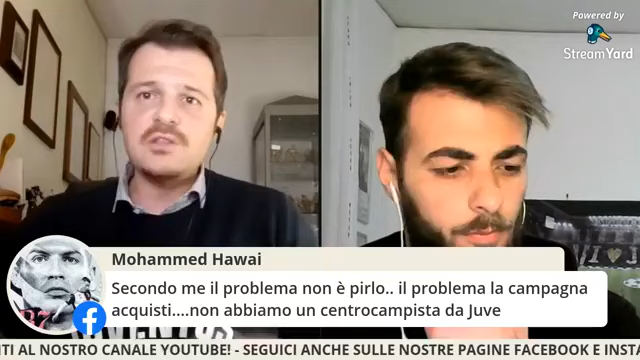 Powered by
StreamYard
Mohammed Hawai
Secondo me il problema non è pirlo.. il problema la campagna
acquisti....non abbiamo un centrocampista da Juve
TI AL NOSTRO CANALE YOUTUBE! - SEGUICI ANCHE SULLE NOSTRE PAGINE FACEBOOK E INSTA